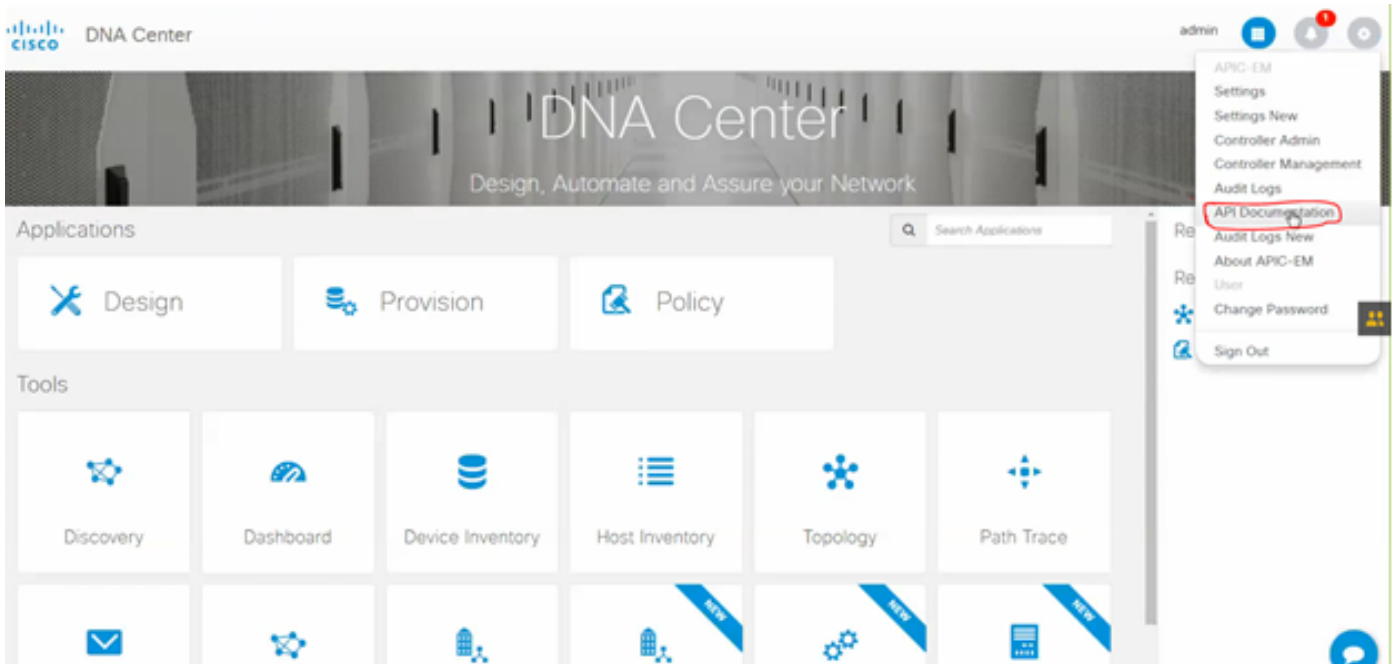 CISCO DNA Center
admin
1
DNA Center
Design, Automate and Assure your Network
APIC-EM
Settings
Settings New
Controller Admin
Controller Management
Audit Logs
API Documentation
Audit Logs New
About APIC-EM
User
Change Password
Sign Out
Applications
Search Applications
Re
Re
Design
Provision
Policy
Tools
Discovery
Dashboard
Device Inventory
Host Inventory
Topology
Path Trace
NEW
NEW
NEW